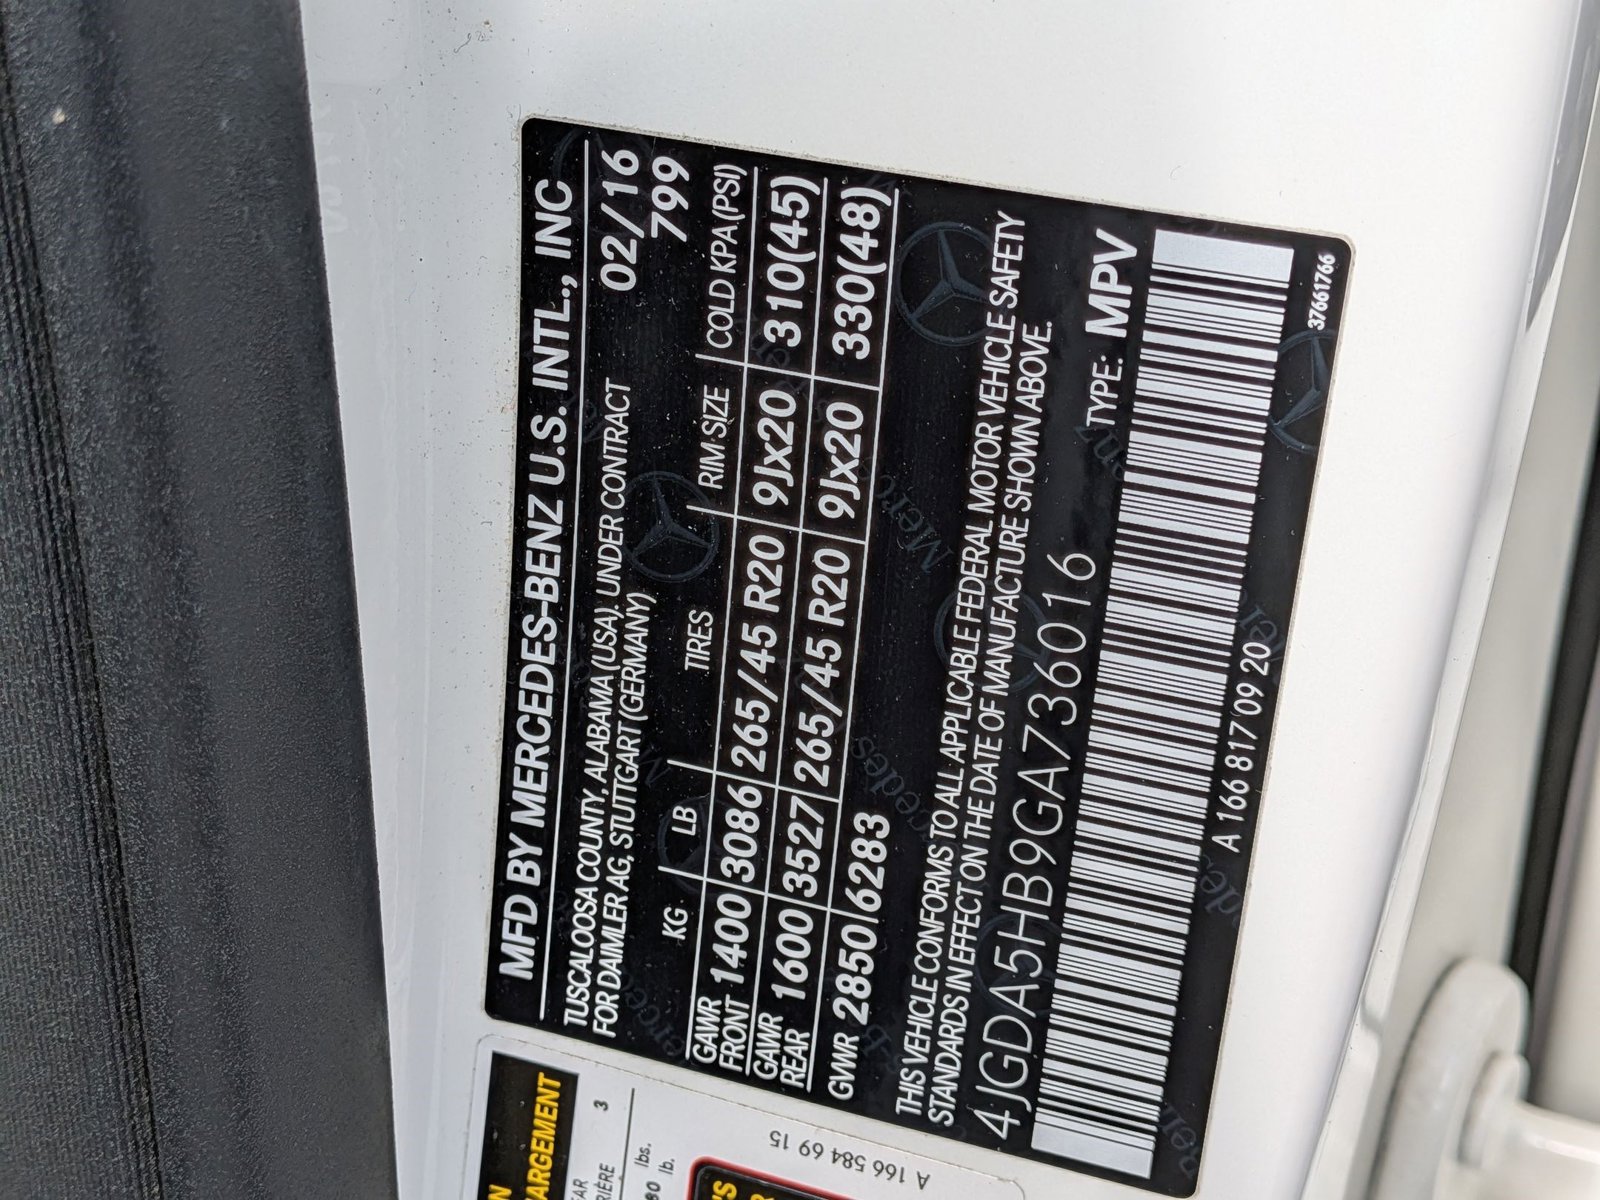 MFD BY MERCEDES-BENZ U.S. INTL., INC
TUSCALOOSA COUNTY, ALABAMA (USA). UNDER CONTRACT 02/16
FOR DAIMLER AG, STUTTGART (GERMANY) 799
KG LB TIRES RIM SIZE COLD KPA (PSI)
GAWR FRONT 1400 3086 265/45 R20 9Jx20 310(45)
GAWR REAR 1600 3527 265/45 R20 9Jx20 330(48)
GVWR 2850 6283
THIS VEHICLE CONFORMS TO ALL APPLICABLE FEDERAL MOTOR VEHICLE SAFETY
STANDARDS IN EFFECT ON THE DATE OF MANUFACTURE SHOWN ABOVE.
4JGDA5HB9GA736016 TYPE: MPV
A 166 817 09 20
37661766
ARGEMENT
3
lbs.
lb.
A 166 584 69 15